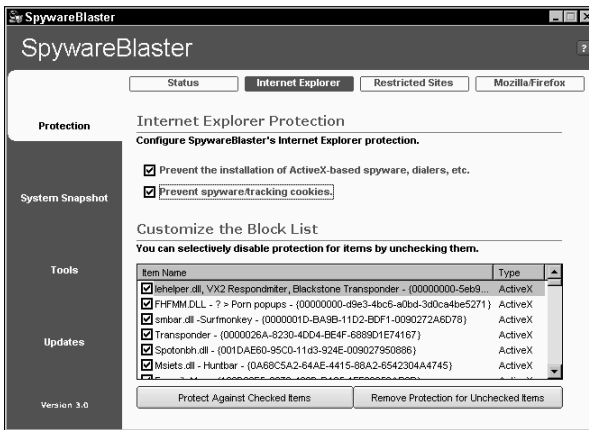 SpywareBlaster
SpywareBlaster
?
Status Internet Explorer Restricted Sites Mozilla/Firefox
Protection
System Snapshot
Tools
Updates
Version 3.0
Internet Explorer Protection
Configure SpywareBlaster's Internet Explorer protection.
Prevent the installation of ActiveX-based spyware, dialers, etc.
Prevent spyware/tracking cookies.
Customize the Block List
You can selectively disable protection for items by unchecking them.
Item Name Type
Iehelper.dll, VX2 Respondmiter, Blackstone Transponder - {00000000-5eb9... ActiveX
FHFMM.DLL - ? > Porn popups - {00000000-d9e3-4bc6-a0bd-3d0ca4be5271} ActiveX
smbar.dll -Surfmonkey - {0000001D-BA9B-11D2-BDF1-0090272A6D78} ActiveX
Transponder - {0000026A-8230-4DD4-BE4F-6889D1E74167} ActiveX
Spotonbh.dll - {001DAE60-95C0-11d3-924E-009027950886} ActiveX
Msiets.dll - Huntbar - {0A68C5A2-64AE-4415-88A2-6542304A4745} ActiveX
Protect Against Checked Items Remove Protection for Unchecked Items